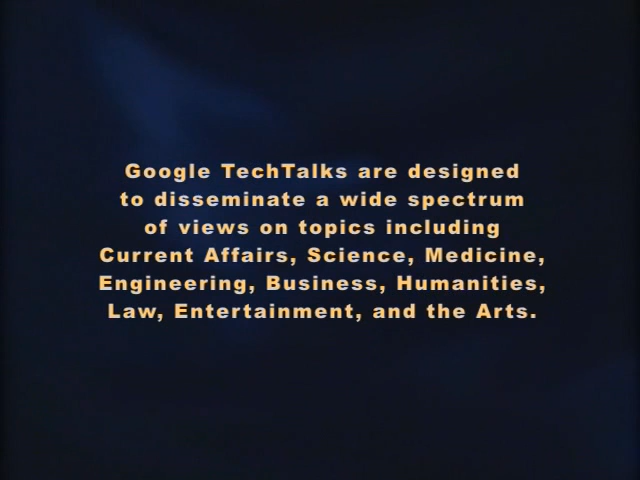 Google TechTalks are designed
to disseminate a wide spectrum
of views on topics including
Current Affairs, Science, Medicine,
Engineering, Business, Humanities,
Law, Entertainment, and the Arts.